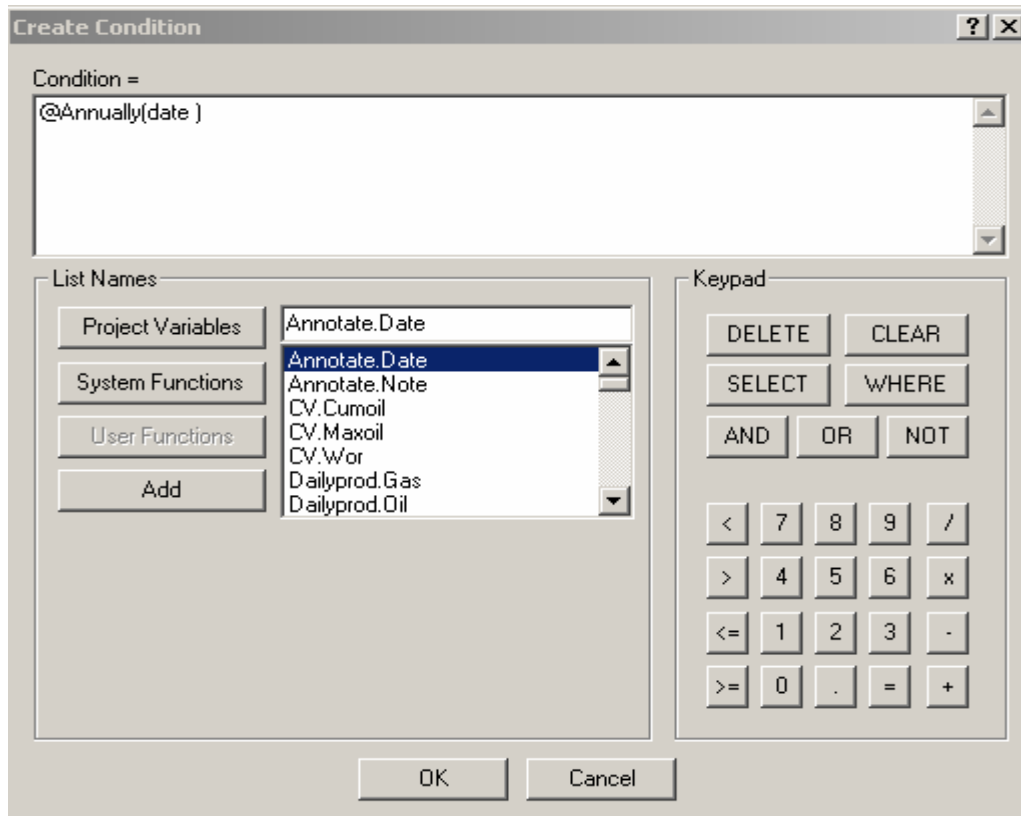 Create Condition
Condition =
@Annually(date )
List Names
Project Variables
System Functions
User Functions
Add
Annotate.Date
Annotate.Date
Annotate.Note
CV.Cumoil
CV.Maxoil
CV.Wor
Dailyprod.Gas
Dailyprod.Oil
Keypad
DELETE CLEAR
SELECT WHERE
AND OR NOT
< 7 8 9 /
> 4 5 6 x
<= 1 2 3 -
>= 0 . = +
OK Cancel